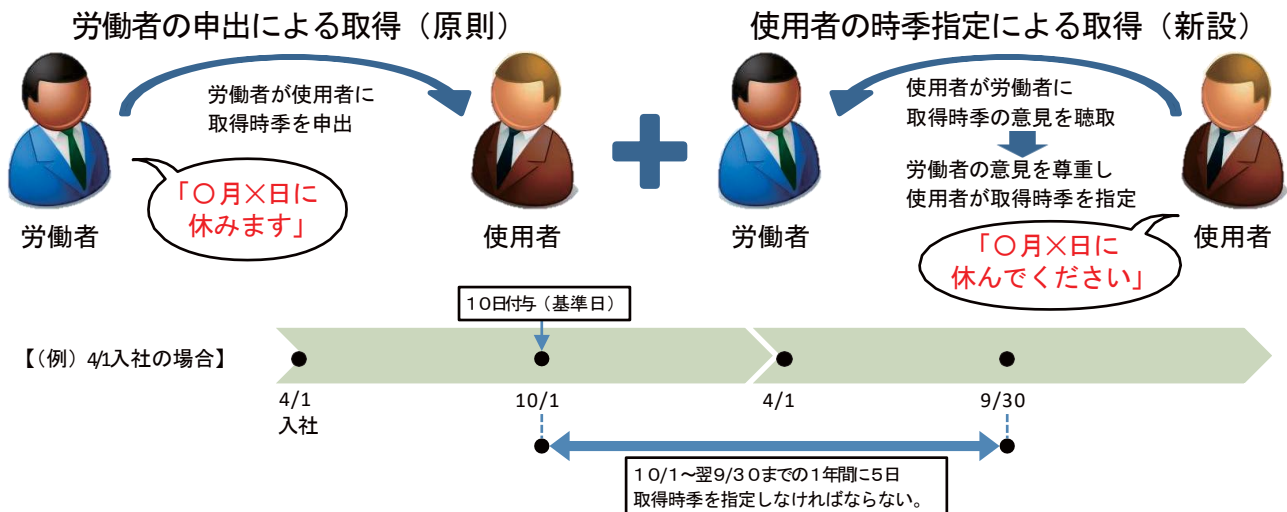 労働者の申出による取得（原則）
労働者が使用者に
取得時季を申出
「〇月×日に
休みます」
労働者
使用者
使用者の時季指定による取得（新設）
使用者が労働者に
取得時季の意見を聴取
労働者の意見を尊重し
使用者が取得時季を指定
「〇月×日に
休んでください」
労働者
使用者
10日付与（基準日）
【（例）4/1入社の場合】
4/1
入社
10/1
4/1
9/30
10/1～翌9/30までの1年間に5日
取得時季を指定しなければならない。